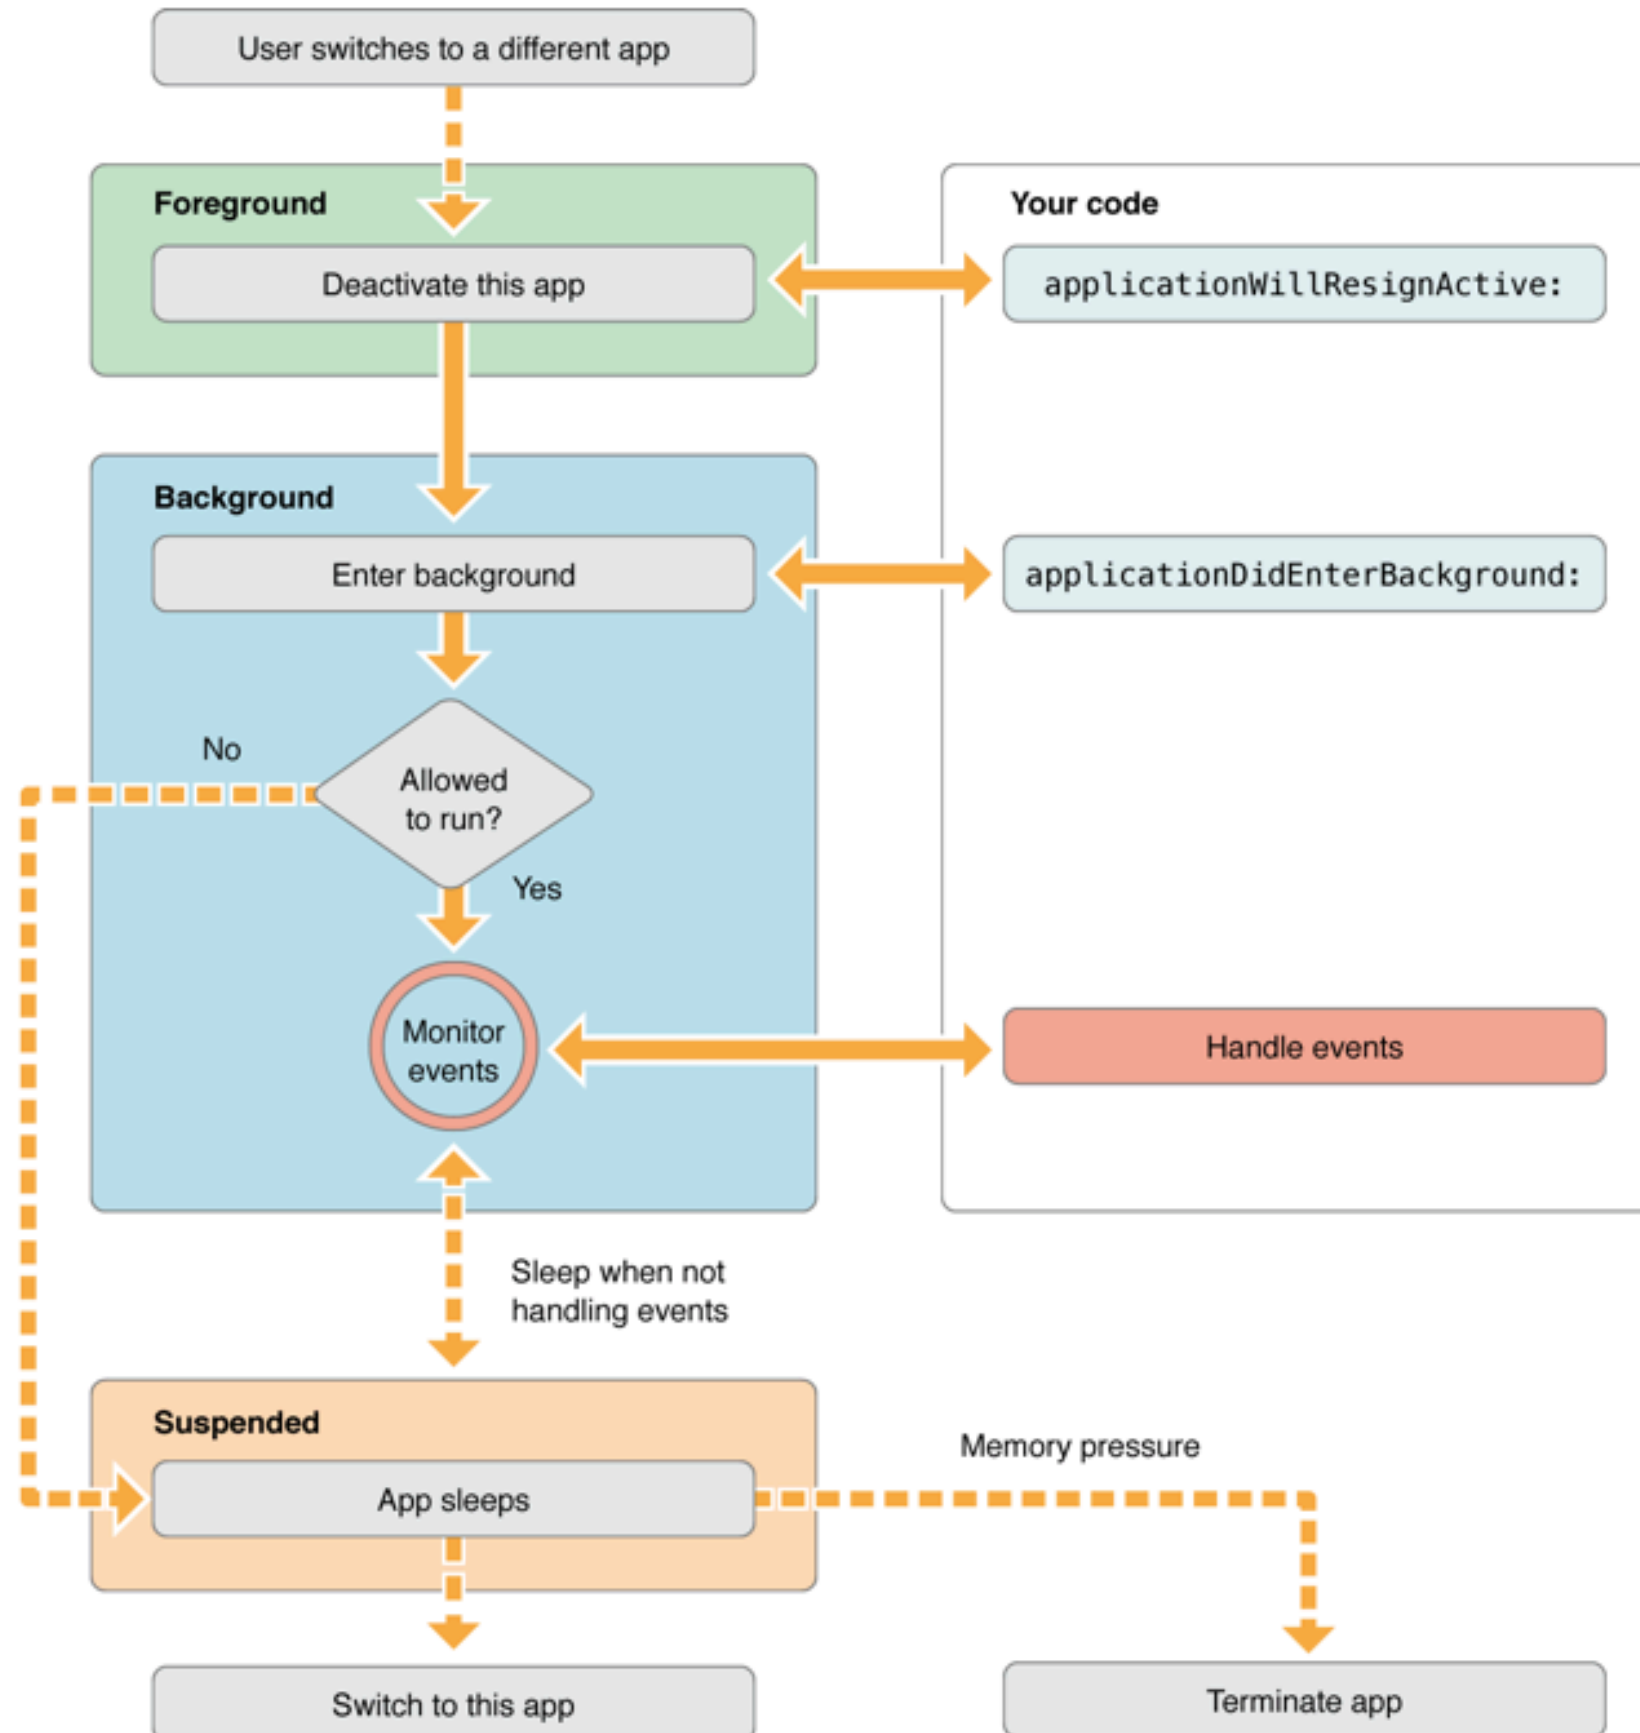 User switches to a different app
Foreground
Your code
Deactivate this app
applicationWillResignActive:
Background
Enter background
applicationDidEnterBackground:
No
Allowed
to run?
Yes
Monitor
events
Handle events
Sleep when not
handling events
Suspended
Memory pressure
App sleeps
Switch to this app
Terminate app